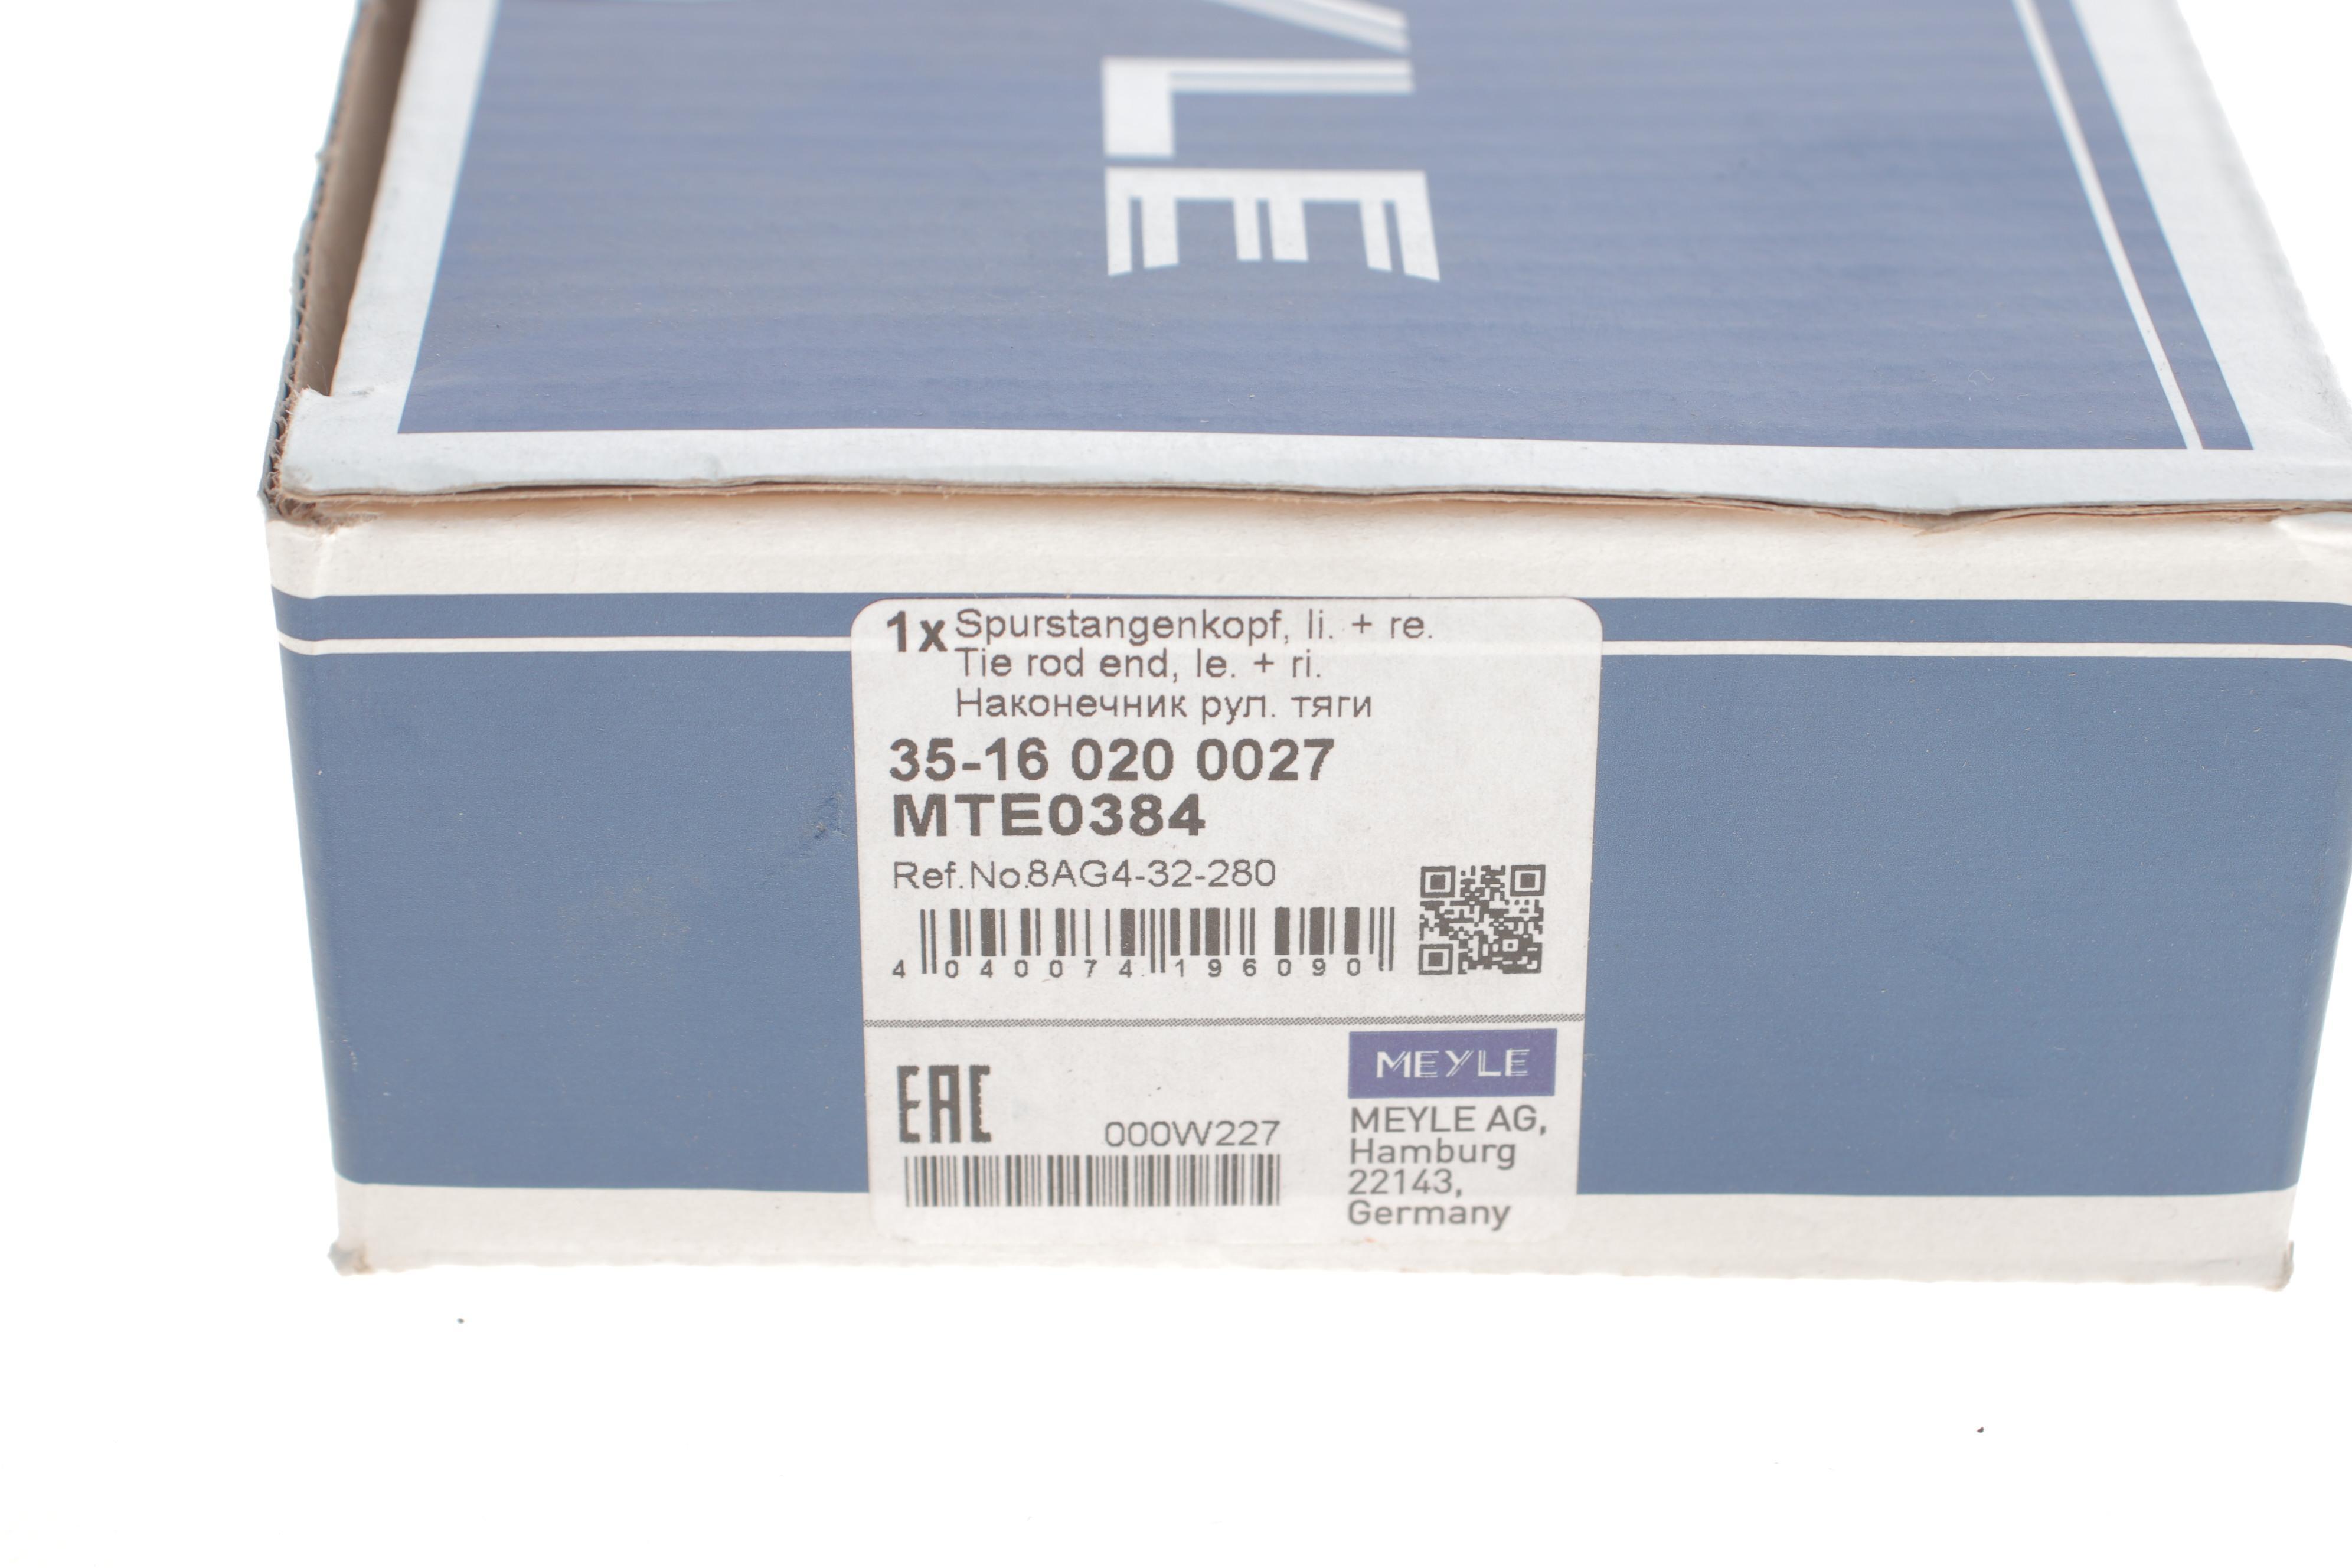 YLE
1x Spurstangenkopf, li. + re.
Tie rod end, le. + ri.
Наконечник рул. тяги
35-16 020 0027
MTE0384
Ref.No.8AG4-32-280
4 040074 196090
EAC
000W227
MEYLE
MEYLE AG,
Hamburg
22143,
Germany